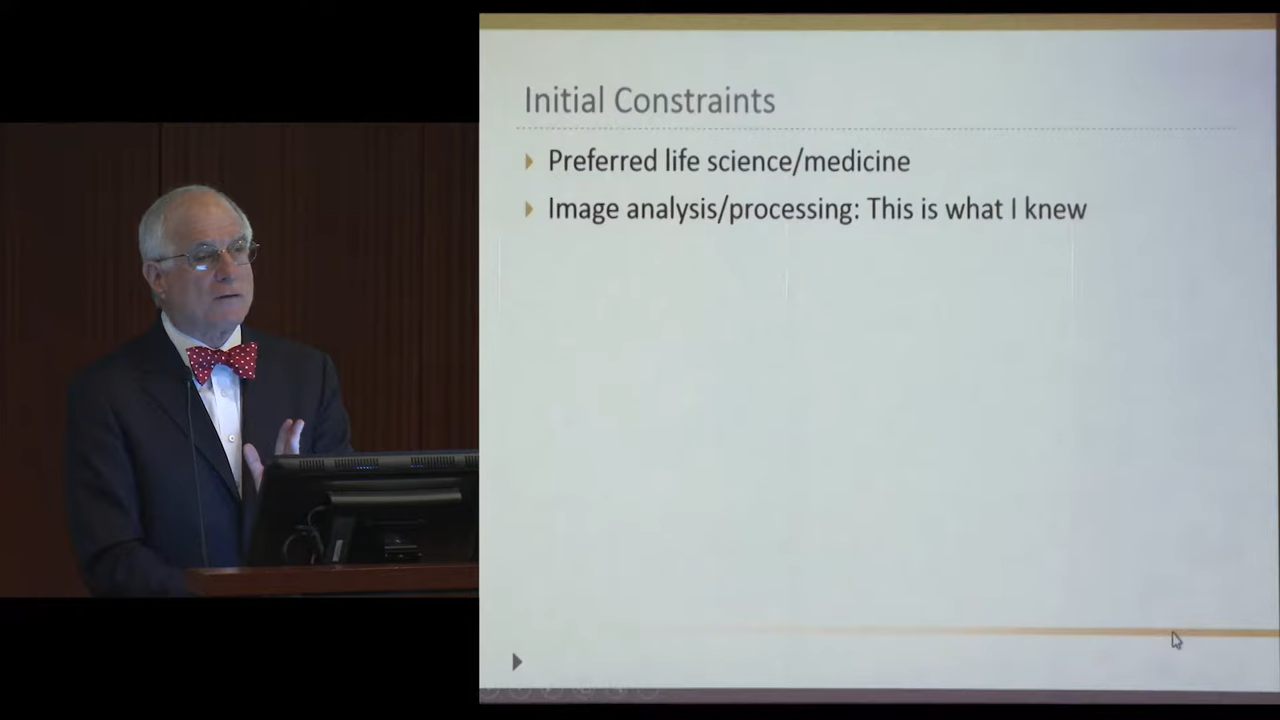 Initial Constraints
Preferred life science/medicine
Image analysis/processing: This is what I knew